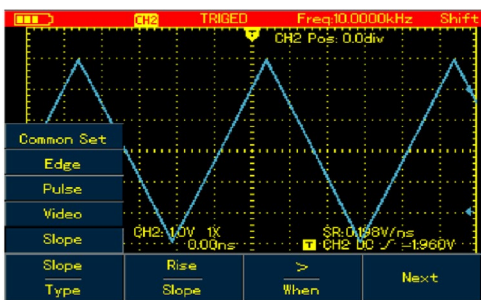 CH2 TRIGED Freq:10.0000kHz Shift
T CH2 Pos: 0.0div
Common Set
Edge
Pulse
Video
Slope
CH2: 1.0V 1X SR:0.198V/ns
0.00ns T CH2 DC -1.960V
Slope Rise > Next
Type Slope When